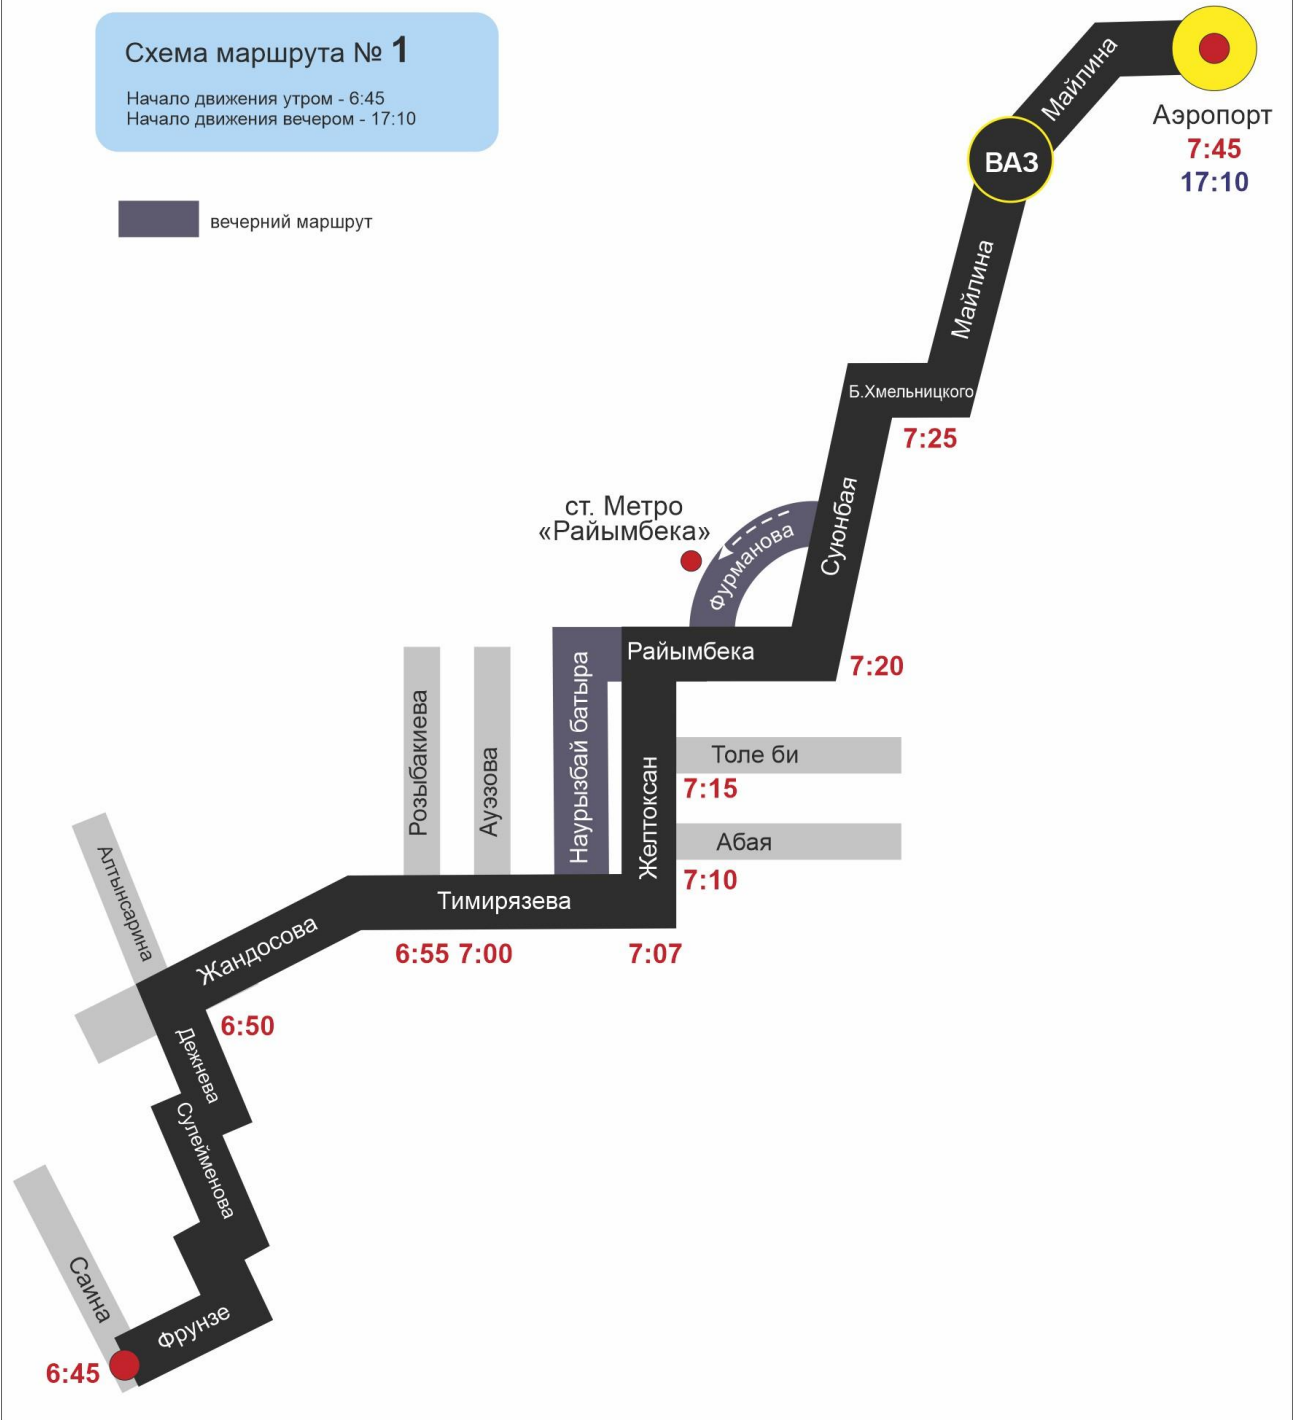 Схема маршрута № 1
Начало движения утром - 6:45
Начало движения вечером - 17:10
вечерний маршрут
Майлина
Аэропорт
7:45
17:10
ВАЗ
Майлина
Б.Хмельницкого
7:25
Суюнбая
ст. Метро
«Райымбека»
Фурманова
Райымбека
7:20
Наурызбай батыра
Розыбакиева
Ауэзова
Желтоксан
Толе би
7:15
Абая
7:10
Тимирязева
6:55 7:00
7:07
Алтынсарина
Жандосова
6:50
Дежнева
Сулейменова
Саина
Фрунзе
6:45